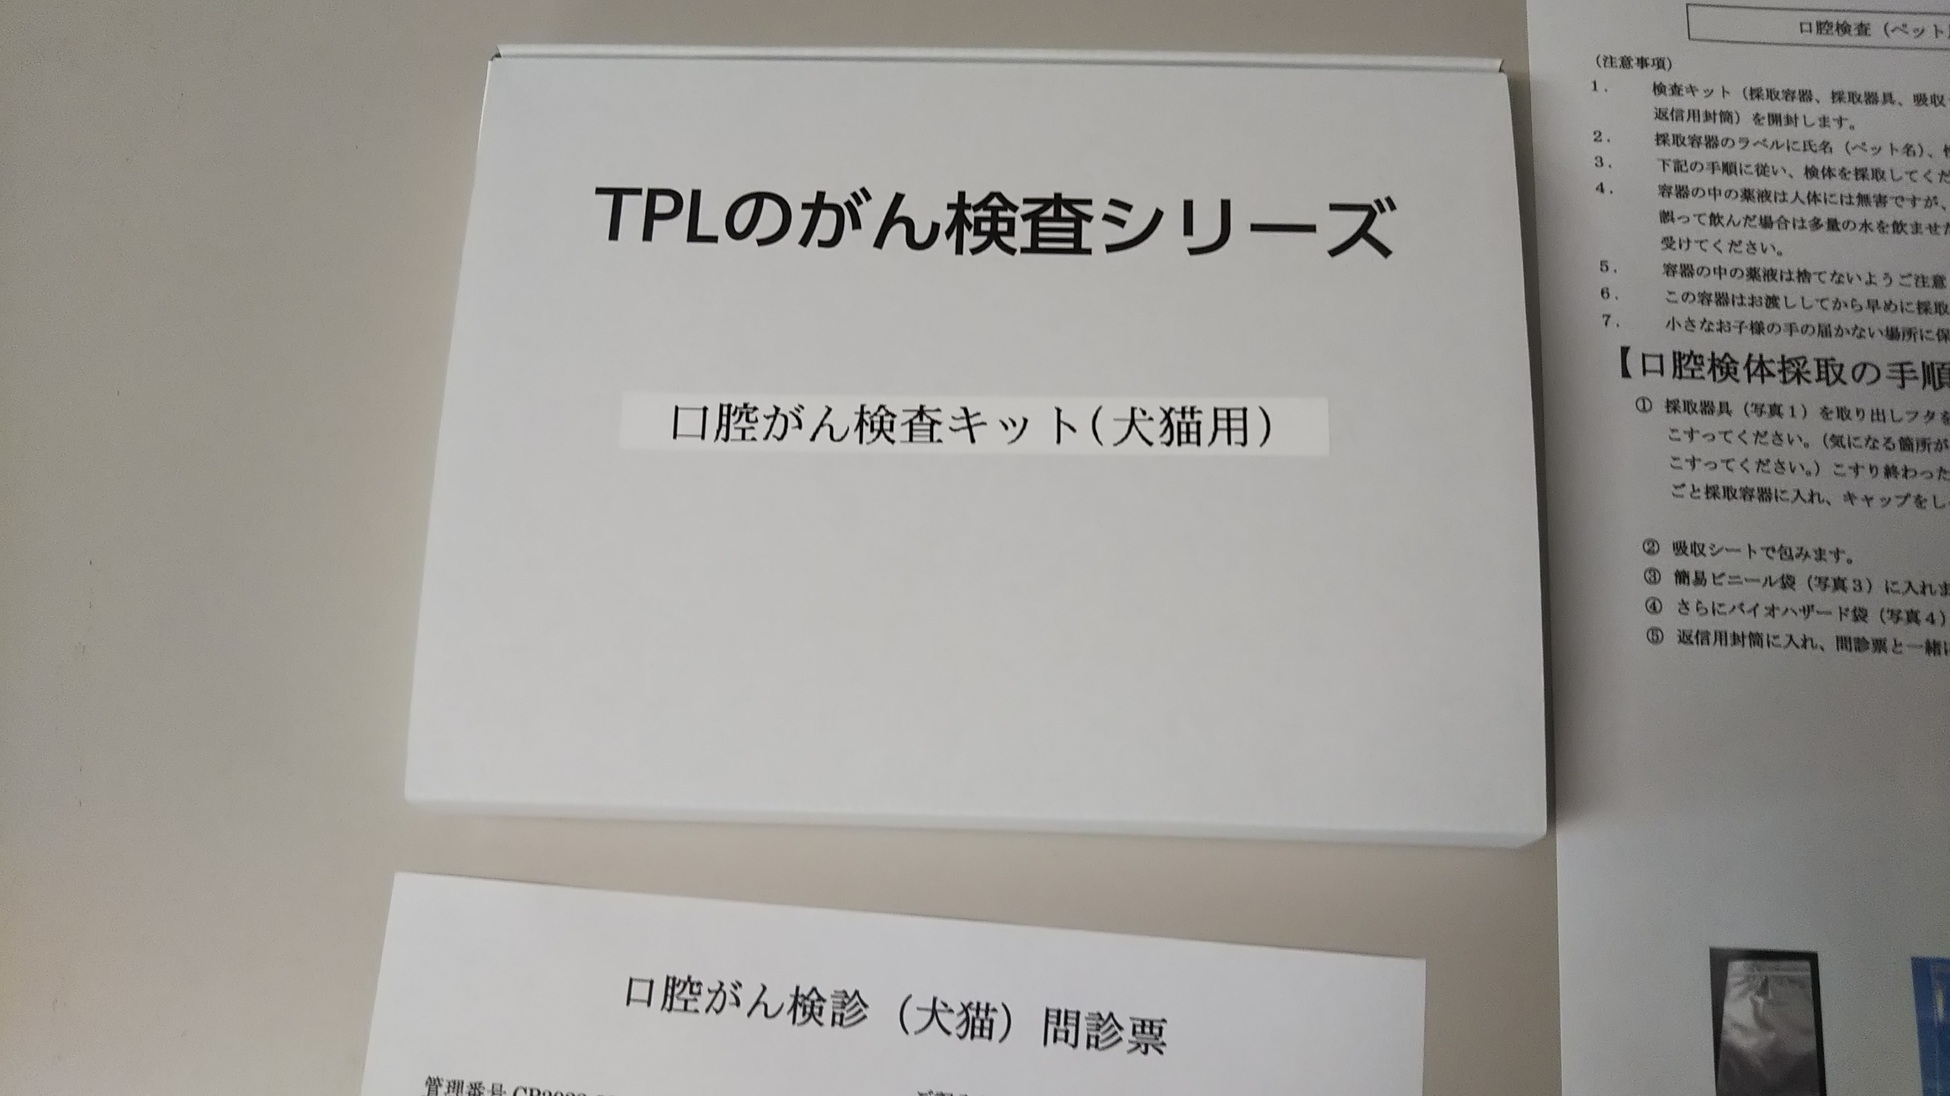 TPLのがん検査シリーズ
口腔がん検査キット(犬猫用)
口腔がん検診（犬猫）問診票
管理番号
口腔検査（ペット
(注意事項)
1. 検査キット（採取容器、採取器具、吸収
返信用封筒）を開封します。
2. 採取容器のラベルに氏名（ペット名）、
3. 下記の手順に従い、検体を採取してくだ
4. 容器の中の薬液は人体には無害ですが、
誤って飲んだ場合は多量の水を飲ませ
受けてください。
5. 容器の中の薬液は捨てないようご注意
6. この容器はお渡ししてから早めに採取
7. 小さなお子様の手の届かない場所に保
【口腔検体採取の手順
① 採取器具（写真１）を取り出しフタを
こすってください。（気になる箇所が
こすってください。）こすり終わった
ごと採取容器に入れ、キャップをし
② 吸収シートで包みます。
③ 簡易ビニール袋（写真３）に入れま
④ さらにバイオハザード袋（写真４）
⑤ 返信用封筒に入れ、問診票と一緒に